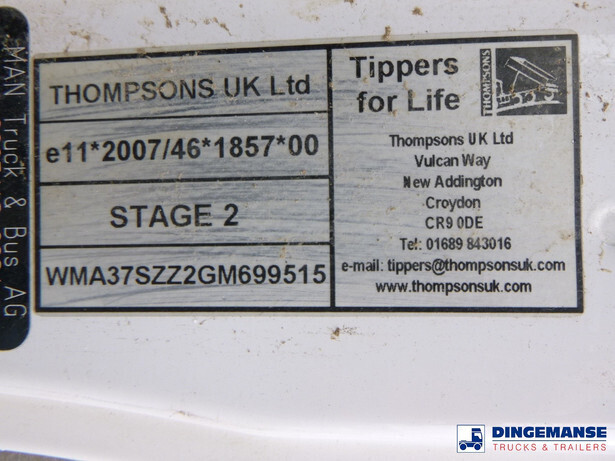 MAN Truck & Bus AG
THOMPSONS UK Ltd
e11*2007/46*1857*00
STAGE 2
WMA37SZZ2GM699515
Tippers
for Life
THOMPSONS
Thompsons UK Ltd
Vulcan Way
New Addington
Croydon
CR9 0DE
Tel: 01689 843016
e-mail: tippers@thompsonsuk.com
www.thompsonsuk.com
DINGEMANSE
TRUCKS & TRAILERS